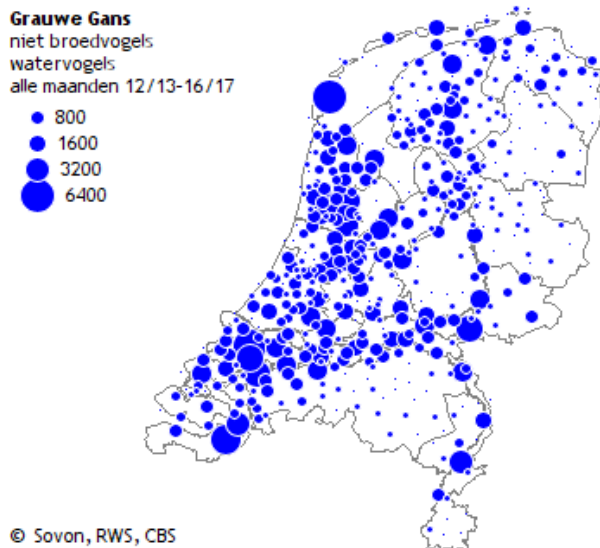 Grauwe Gans
niet broedvogels
watervogels
alle maanden 12/13-16/17
800
1600
3200
6400
© Sovon, RWS, CBS